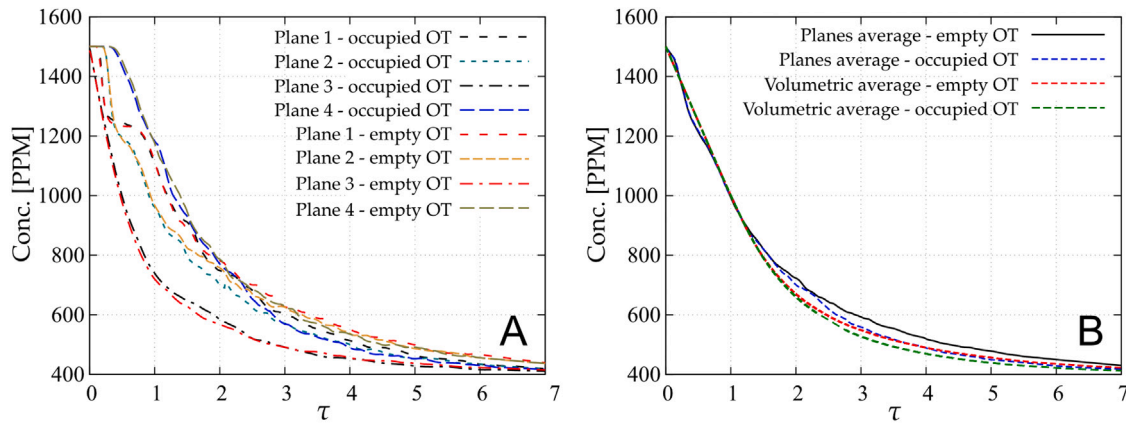 1600
1400
1200
1000
800
600
400
Conc. [PPM]
Plane 1 - occupied OT
Plane 2 - occupied OT
Plane 3 - occupied OT
Plane 4 - occupied OT
Plane 1 - empty OT
Plane 2 - empty OT
Plane 3 - empty OT
Plane 4 - empty OT
A
0 1 2 3 4 5 6 7
τ
1600
1400
1200
1000
800
600
400
Conc. [PPM]
Planes average - empty OT
Planes average - occupied OT
Volumetric average - empty OT
Volumetric average - occupied OT
B
0 1 2 3 4 5 6 7
τ